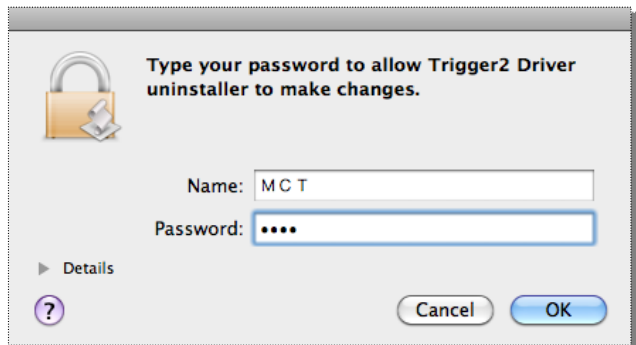 Type your password to allow Trigger2 Driver
uninstaller to make changes.
Name: M C T
Password: ••••
Details
? Cancel OK